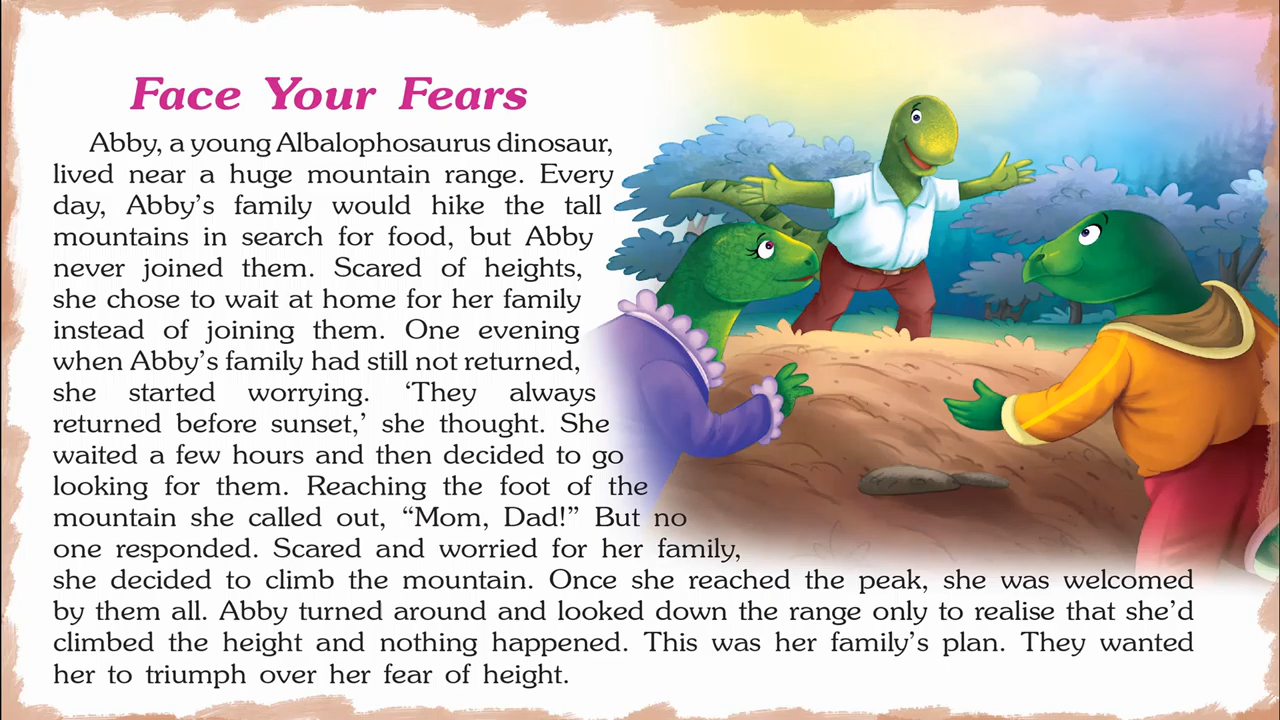 Face Your Fears
Abby, a young Albalophosaurus dinosaur,
lived near a huge mountain range. Every
day, Abby's family would hike the tall
mountains in search for food, but Abby
never joined them. Scared of heights,
she chose to wait at home for her family
instead of joining them. One evening
when Abby's family had still not returned,
she started worrying. 'They always
returned before sunset,' she thought. She
waited a few hours and then decided to go
looking for them. Reaching the foot of the
mountain she called out, "Mom, Dad!" But no
one responded. Scared and worried for her family,
she decided to climb the mountain. Once she reached the peak, she was welcomed
by them all. Abby turned around and looked down the range only to realise that she'd
climbed the height and nothing happened. This was her family's plan. They wanted
her to triumph over her fear of height.